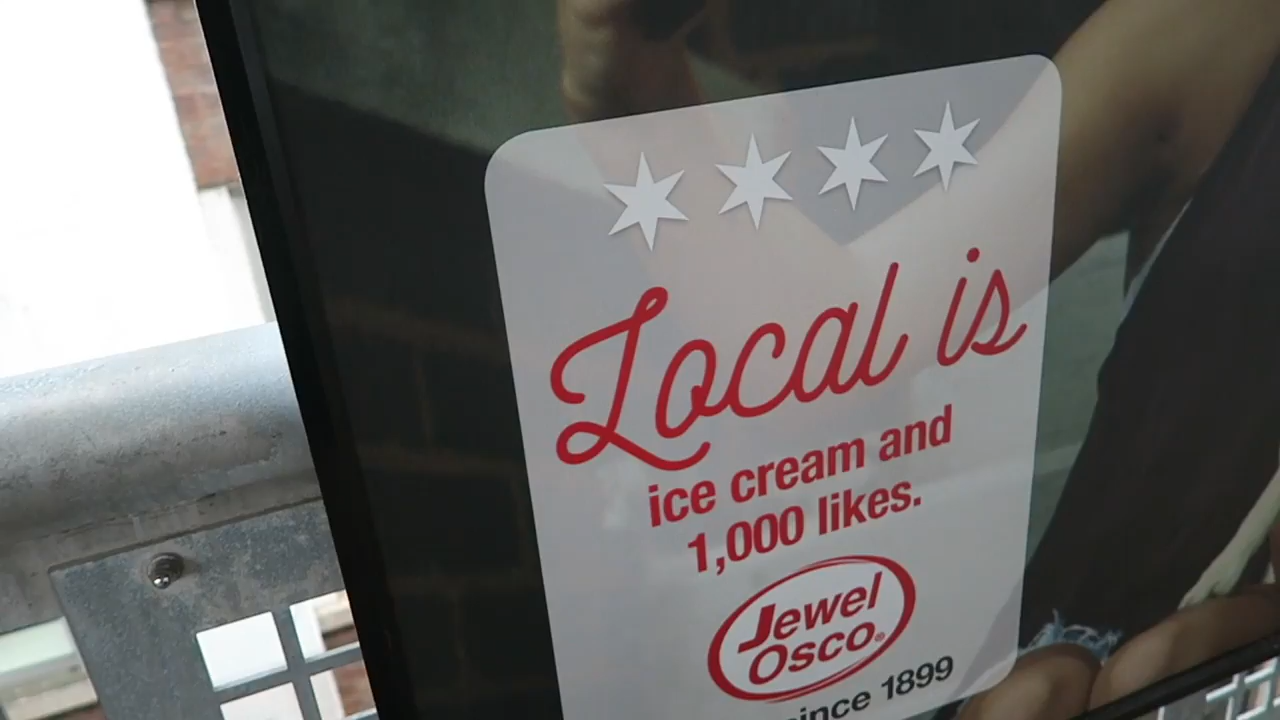 Local is
ice cream and
1,000 likes.
Jewel
Osco®
since 1899